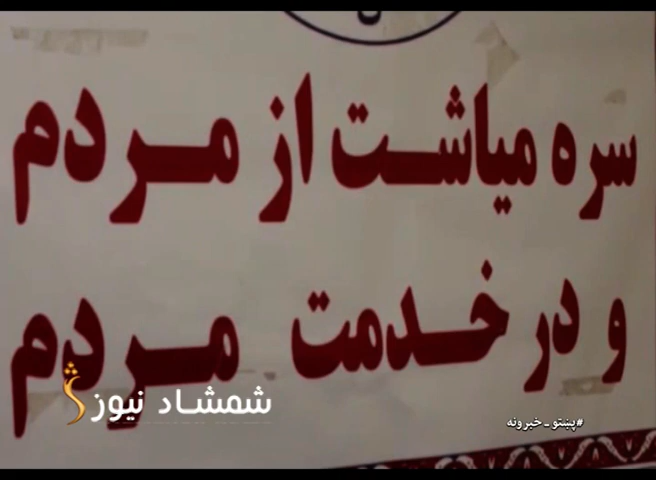 سره میاشت از مردم
و در خدمت مردم
شمشاد نیوز
#پښتو_خبرونه